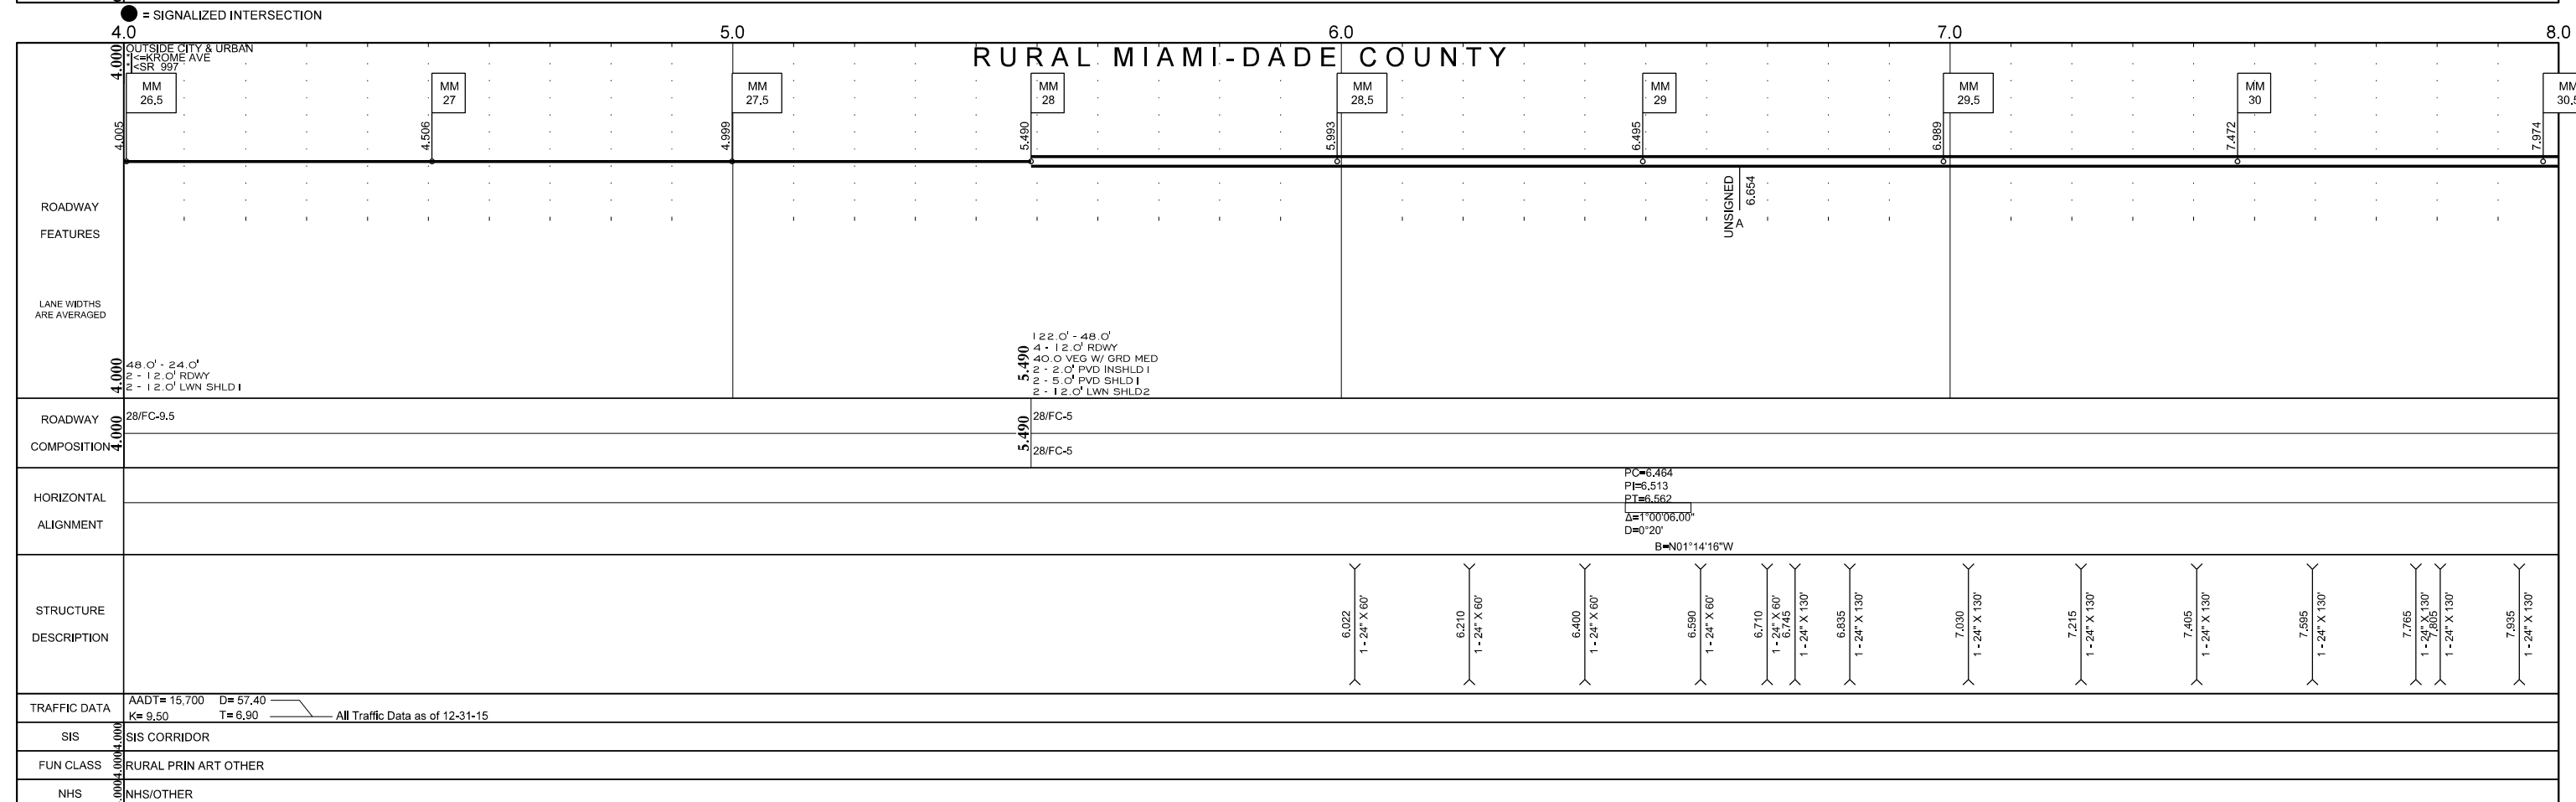 = SIGNALIZED INTERSECTION
4.0 5.0 6.0 7.0 8.0
RURAL MIAMI-DADE COUNTY
4.000
OUTSIDE CITY & URBAN
<=KROME AVE
<SR 997
MM 26.5
MM 27
MM 27.5
MM 28
MM 28.5
MM 29
MM 29.5
MM 30
MM 30.5
4.005
4.506
4.999
5.490
5.993
6.495
6.989
7.472
7.974
UNSIGNED
6.654
A
ROADWAY
FEATURES
LANE WIDTHS
ARE AVERAGED
4.000
48.0' - 24.0'
2 - 12.0' RDWY
2 - 12.0' LWN SHLD1
5.490
122.0' - 48.0'
4 - 12.0' RDWY
40.0 VEG W/ GRD MED
2 - 2.0' PVD INSHLD1
2 - 5.0' PVD SHLD1
2 - 12.0' LWN SHLD2
ROADWAY
COMPOSITION
4.000
28/FC-9.5
5.490
28/FC-5
28/FC-5
HORIZONTAL
ALIGNMENT
PC=6.464
PI=6.513
PT=6.562
Δ=1°00'06.00"
D=0°20'
B=N01°14'16"W
STRUCTURE
DESCRIPTION
6.022
1 - 24" X 60'
6.210
1 - 24" X 60'
6.400
1 - 24" X 60'
6.590
1 - 24" X 60'
6.710
1 - 24" X 60'
6.745
1 - 24" X 130'
6.835
1 - 24" X 130'
7.030
1 - 24" X 130'
7.215
1 - 24" X 130'
7.405
1 - 24" X 130'
7.595
1 - 24" X 130'
7.765
1 - 24" X 130'
7.805
1 - 24" X 130'
7.935
1 - 24" X 130'
TRAFFIC DATA
AADT= 15,700 D= 57.40
K= 9.50 T= 6.90
All Traffic Data as of 12-31-15
SIS
4.000
SIS CORRIDOR
FUN CLASS
4.000
RURAL PRIN ART OTHER
NHS
NHS/OTHER